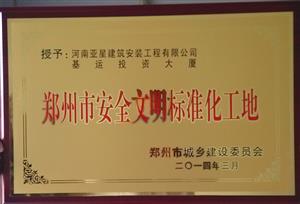 授予：河南亚星建筑安装工程有限公司
基运投资大厦
郑州市安全文明标准化工地
郑州市城乡建设委员会
二〇一四年三月